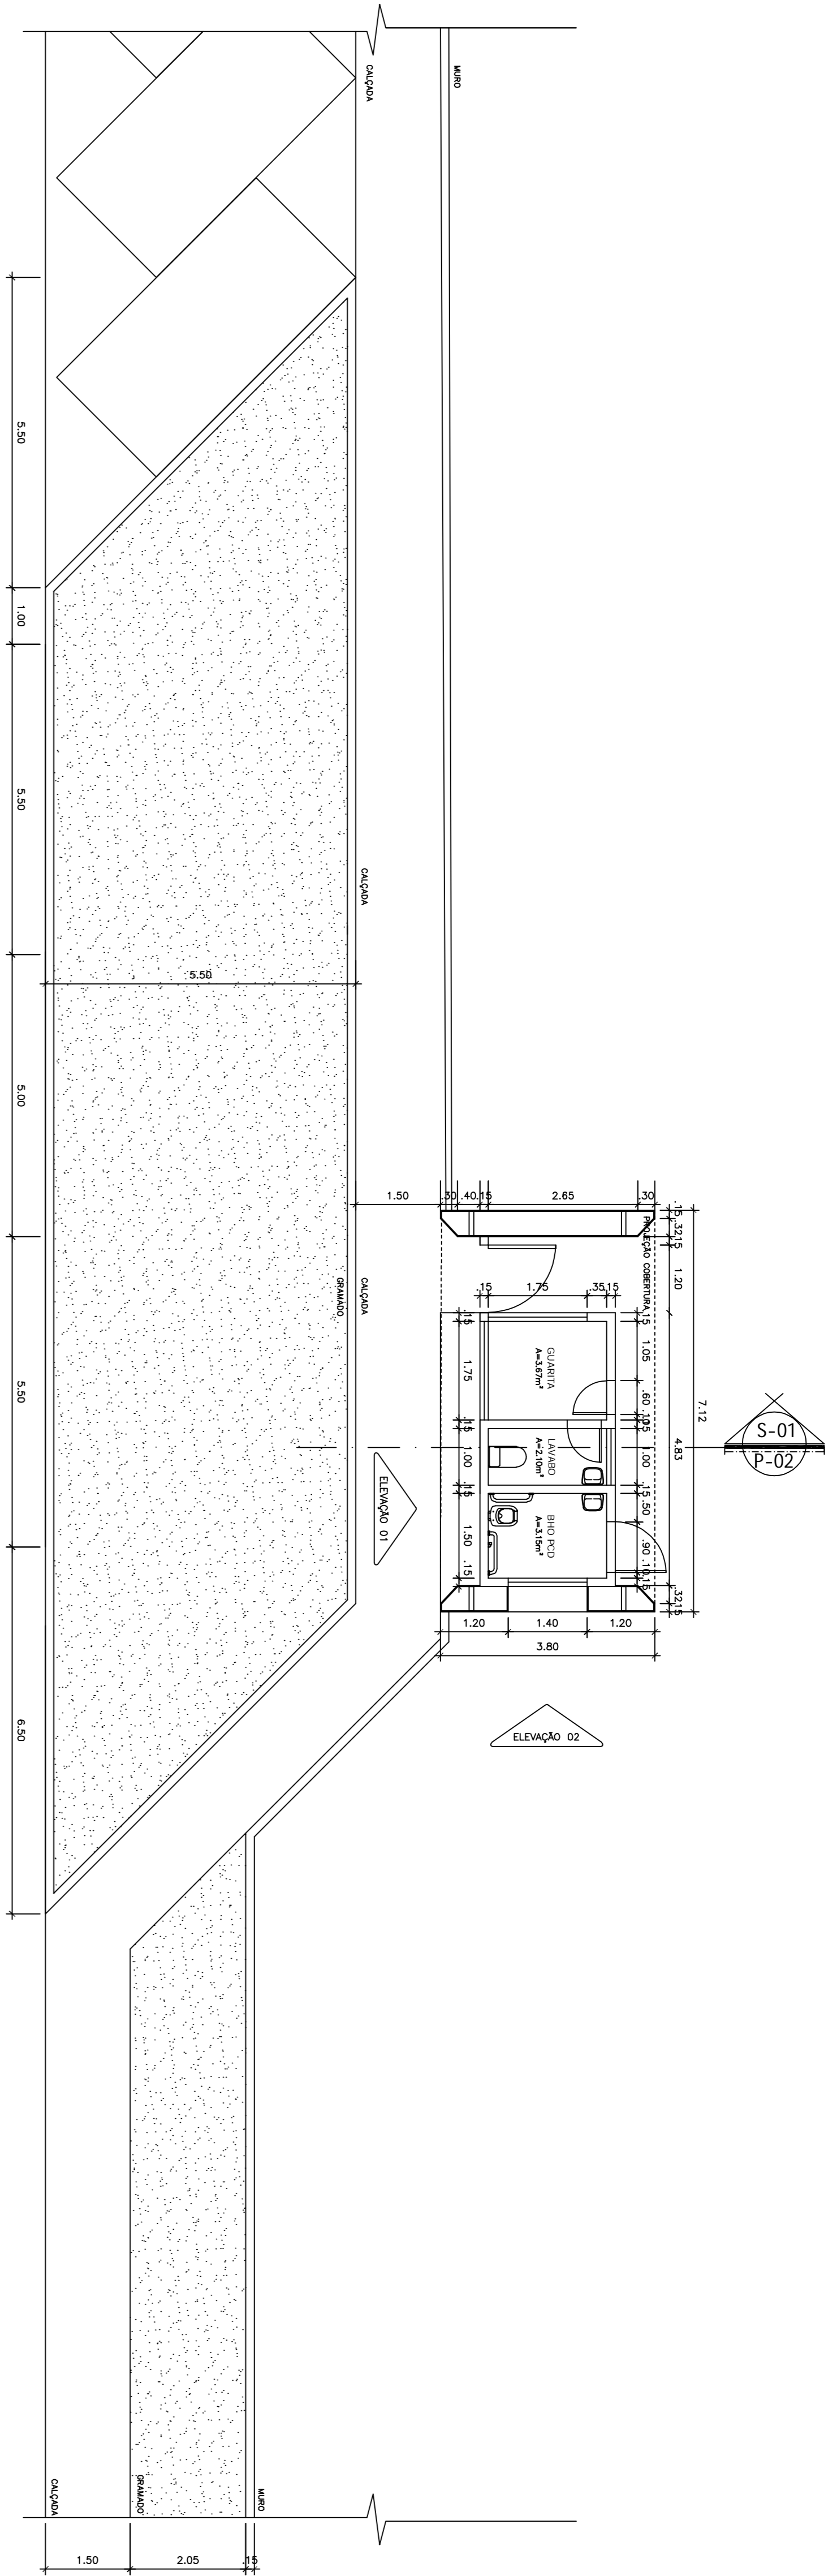 CALÇADA
MURO
5.50
1.00
5.50
CALÇADA
5.50
5.00
1.50
.30
.40
.15
2.65
.30
.15
.32
.15
PROJEÇÃO COBERTURA
1.20
7.12
.15
1.75
.35
.15
.15
.15
GRAMADO
CALÇADA
1.75
GUARITA
A=3.67m²
1.05
.60
.10
.15
.15
S-01
P-02
4.83
1.00
LAVABO
A=2.10m²
1.00
.15
.15
.50
5.50
ELEVAÇÃO 01
1.50
BHO PCD
A=3.15m²
.90
.10
.15
.15
.32
.15
1.20
1.40
1.20
3.80
6.50
ELEVAÇÃO 02
CALÇADA
GRAMADO
MURO
1.50
2.05
.15